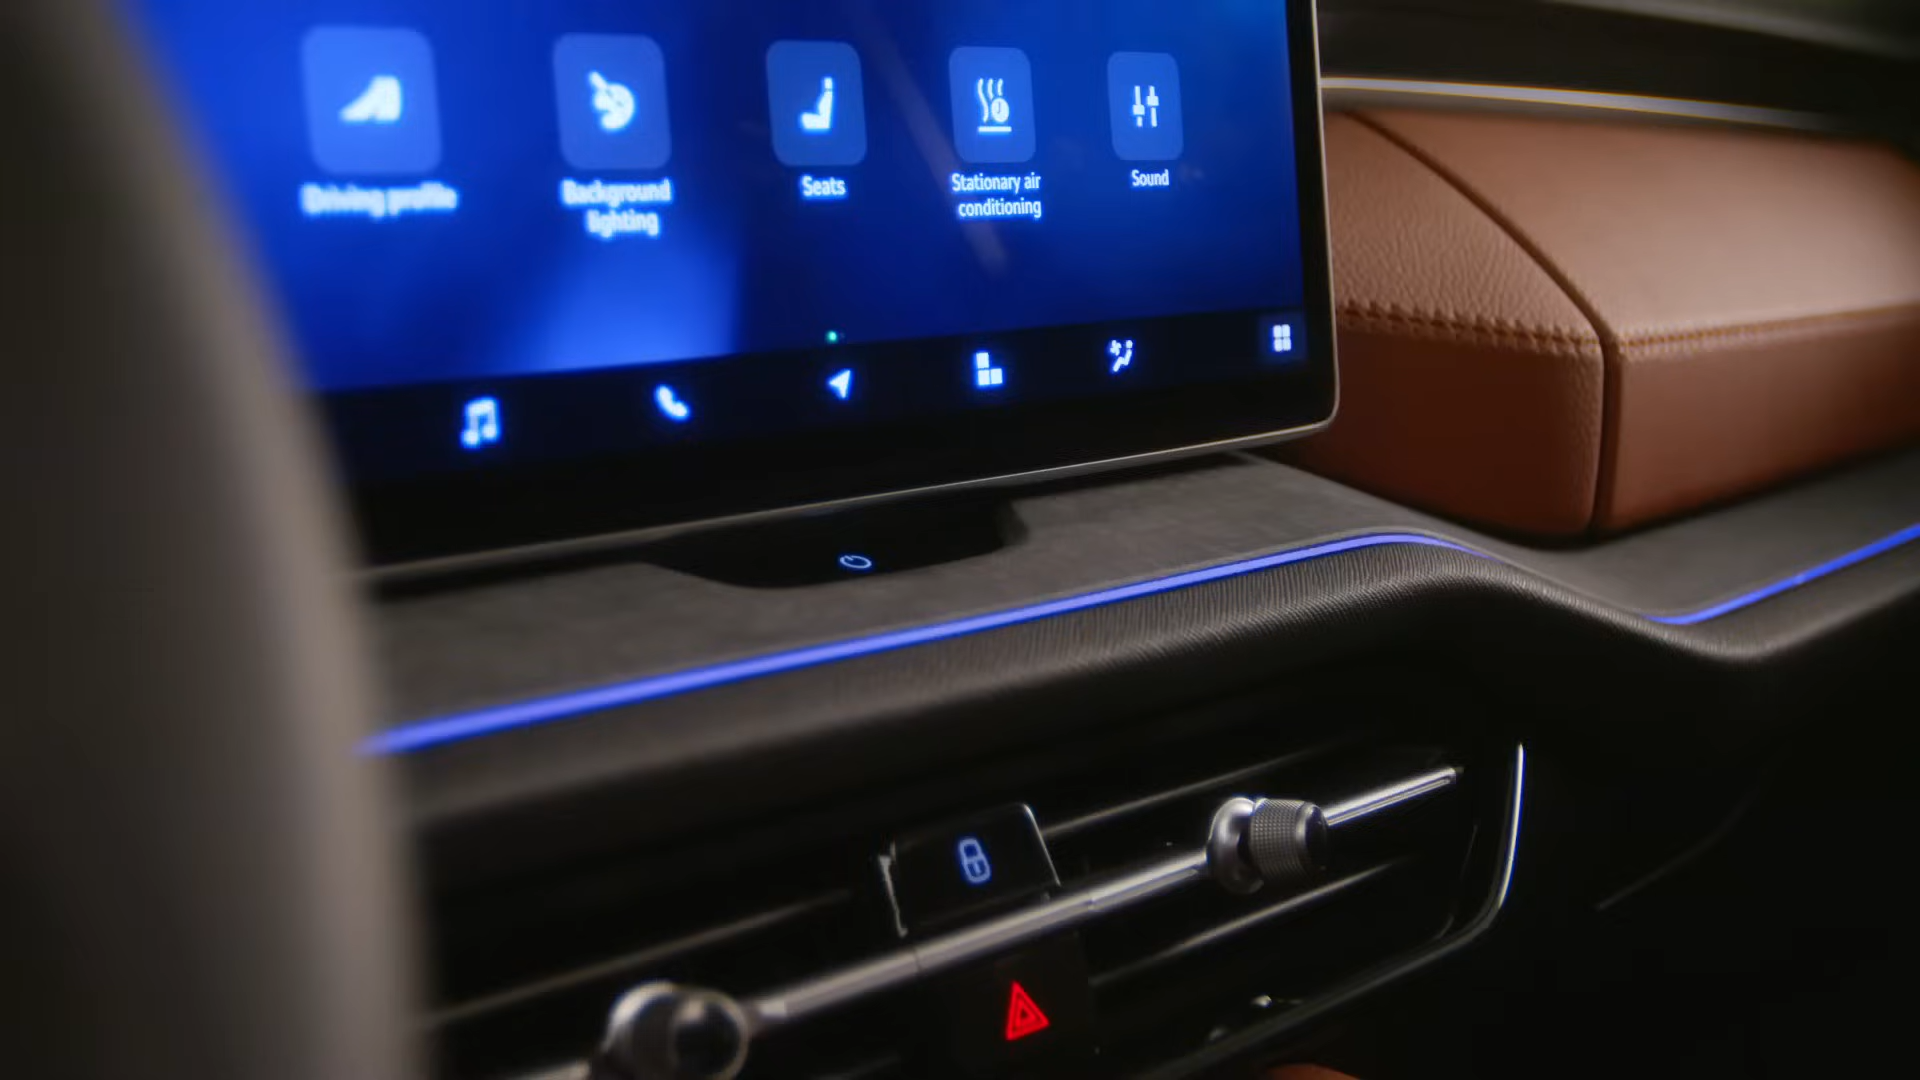 Driving profile
Background
lighting
Seats
Stationary air
conditioning
Sound